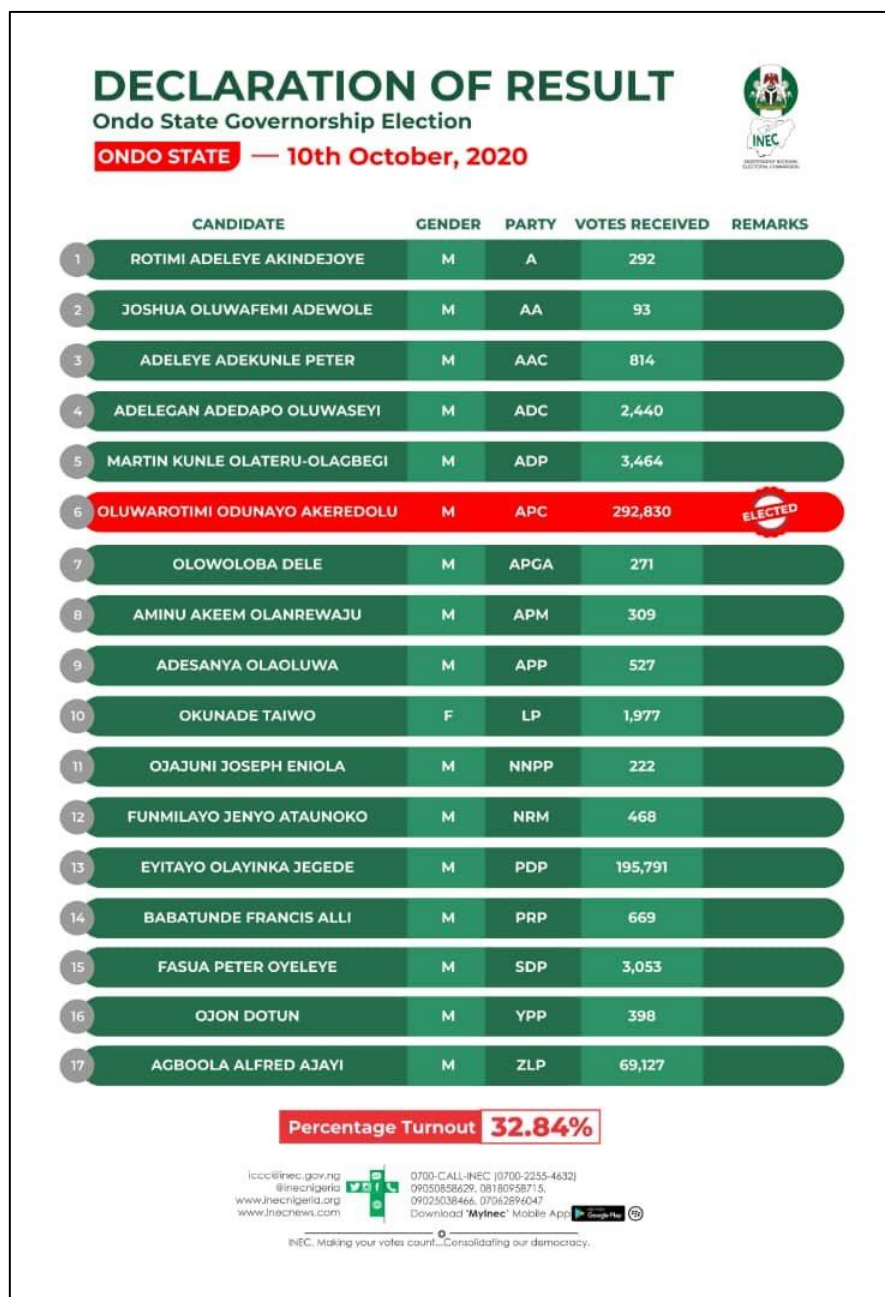 DECLARATION OF RESULT
Ondo State Governorship Election
ONDO STATE — 10th October, 2020
INEC
INDEPENDENT NATIONAL
ELECTORAL COMMISSION
CANDIDATE GENDER PARTY VOTES RECEIVED REMARKS
1 ROTIMI ADELEYE AKINDEJOYE M A 292
2 JOSHUA OLUWAFEMI ADEWOLE M AA 93
3 ADELEYE ADEKUNLE PETER M AAC 814
4 ADELEGAN ADEDAPO OLUWASEYI M ADC 2,440
5 MARTIN KUNLE OLATERU-OLAGBEGI M ADP 3,464
6 OLUWAROTIMI ODUNAYO AKEREDOLU M APC 292,830 ELECTED
7 OLOWOLOBA DELE M APGA 271
8 AMINU AKEEM OLANREWAJU M APM 309
9 ADESANYA OLAOLUWA M APP 527
10 OKUNADE TAIWO F LP 1,977
11 OJAJUNI JOSEPH ENIOLA M NNPP 222
12 FUNMILAYO JENYO ATAUNOKO M NRM 468
13 EYITAYO OLAYINKA JEGEDE M PDP 195,791
14 BABATUNDE FRANCIS ALLI M PRP 669
15 FASUA PETER OYELEYE M SDP 3,053
16 OJON DOTUN M YPP 398
17 AGBOOLA ALFRED AJAYI M ZLP 69,127
Percentage Turnout 32.84%
iccc@inec.gov.ng
@inecnigeria
www.inecnigeria.org
www.inecnews.com
0700-CALL-INEC (0700-2255-4632)
09050858629, 08180958715,
09025038466, 07062896047
Download 'MyInec' Mobile App Google Play
INEC, Making your votes count...Consolidating our democracy.